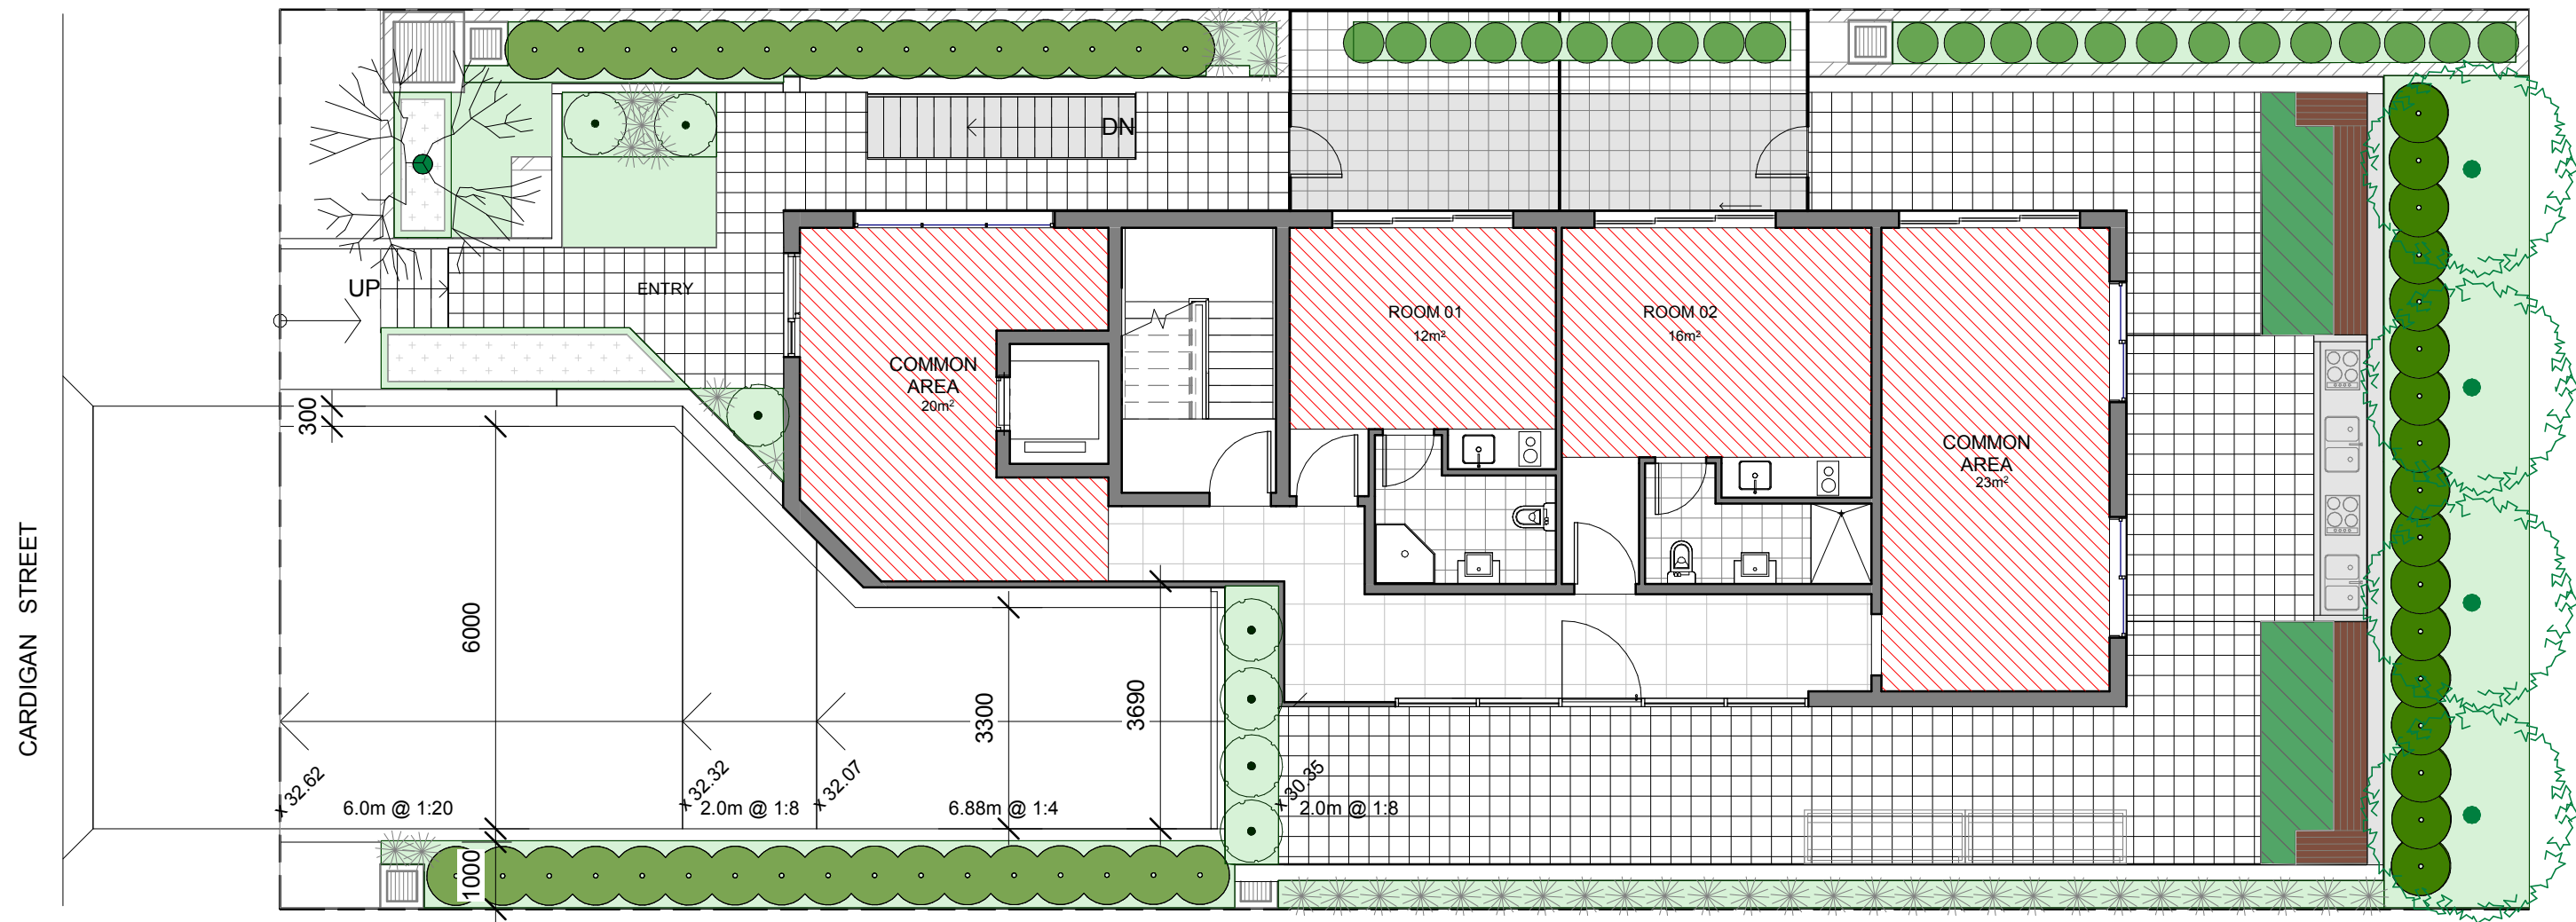 DN
UP
ENTRY
ROOM 01
12m²
ROOM 02
16m²
COMMON
AREA
20m²
COMMON
AREA
23m²
300
6000
3300
3690
1000
CARDIGAN STREET
x 32.62
6.0m @ 1:20
x 32.32
2.0m @ 1:8
x 32.07
6.88m @ 1:4
x 30.35
2.0m @ 1:8